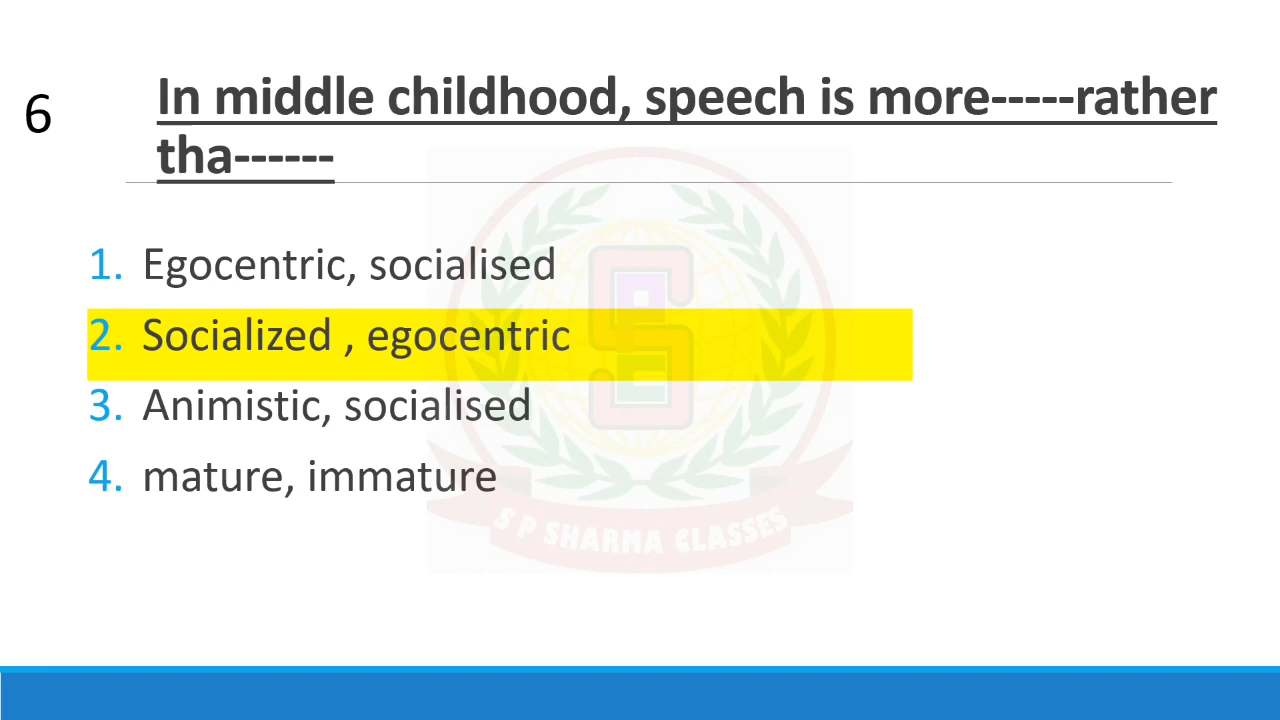 6
In middle childhood, speech is more-----rather
tha------
1. Egocentric, socialised
2. Socialized , egocentric
3. Animistic, socialised
4. mature, immature
S P SHARMA CLASSES